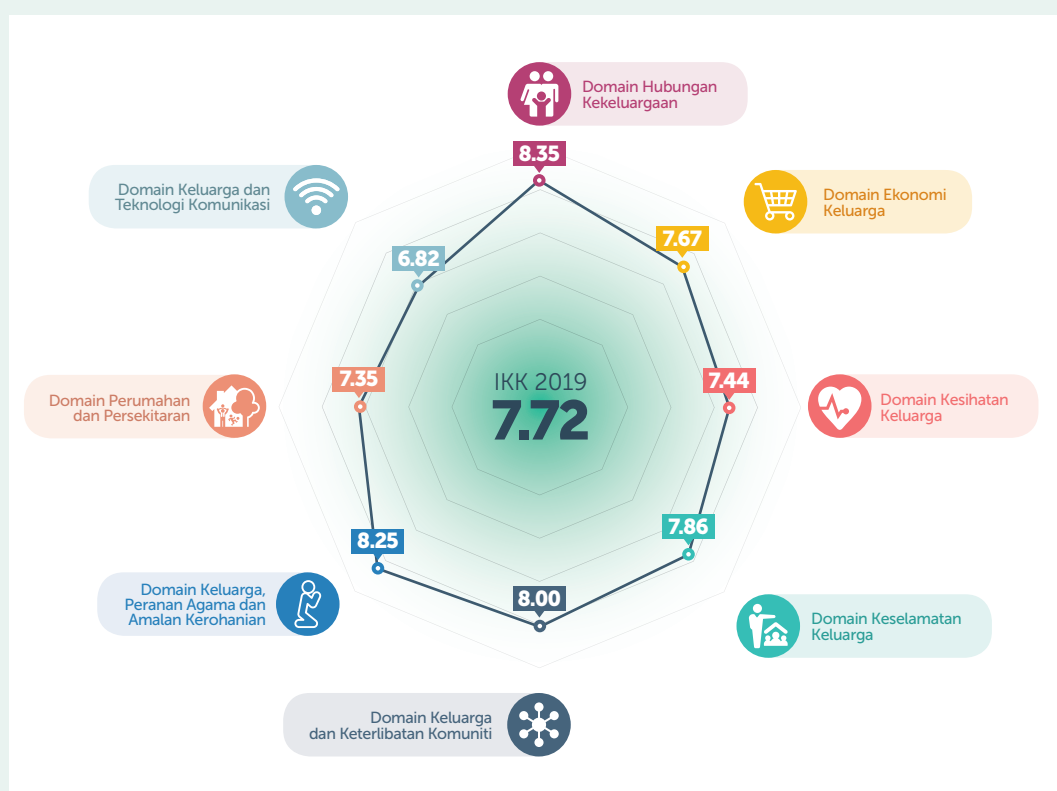 Domain Hubungan
Kekeluargaan
8.35
Domain Keluarga dan
Teknologi Komunikasi
Domain Ekonomi
Keluarga
7.67
6.82
7.35
7.44
IKK 2019
7.72
Domain Perumahan
dan Persekitaran
Domain Kesihatan
Keluarga
7.86
8.25
8.00
Domain Keluarga,
Peranan Agama dan
Amalan Kerohanian
Domain Keselamatan
Keluarga
Domain Keluarga
dan Keterlibatan Komuniti